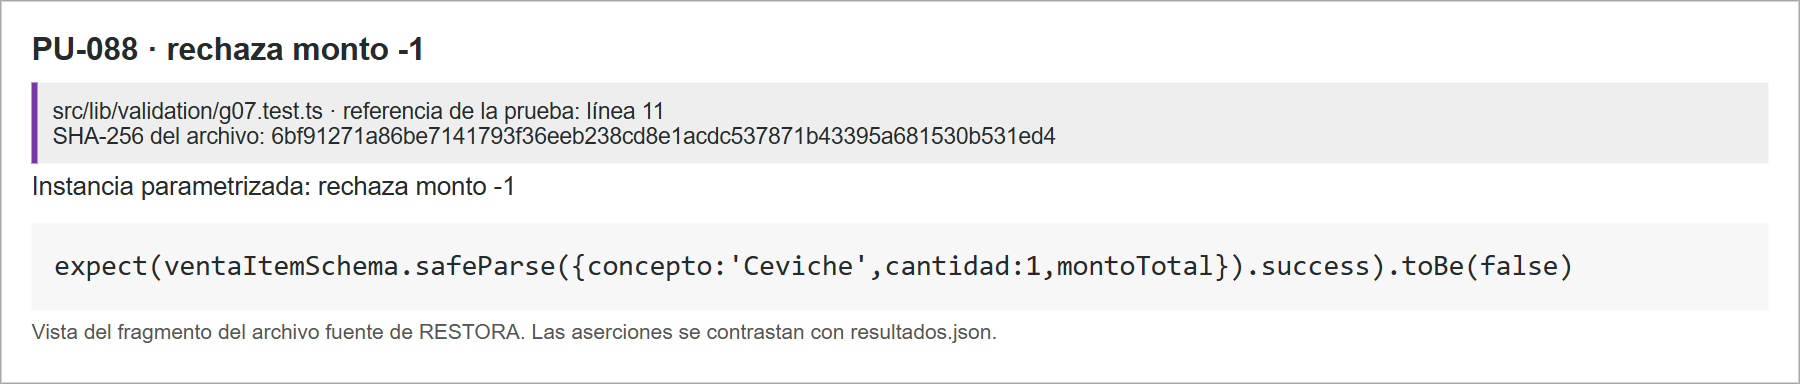 PU-088 · rechaza monto -1
src/lib/validation/g07.test.ts · referencia de la prueba: línea 11
SHA-256 del archivo: 6bf91271a86be7141793f36eeb238cd8e1acdc537871b43395a681530b531ed4
Instancia parametrizada: rechaza monto -1
expect(ventaItemSchema.safeParse({concepto:'Ceviche',cantidad:1,montoTotal}).success).toBe(false)
Vista del fragmento del archivo fuente de RESTORA. Las aserciones se contrastan con resultados.json.